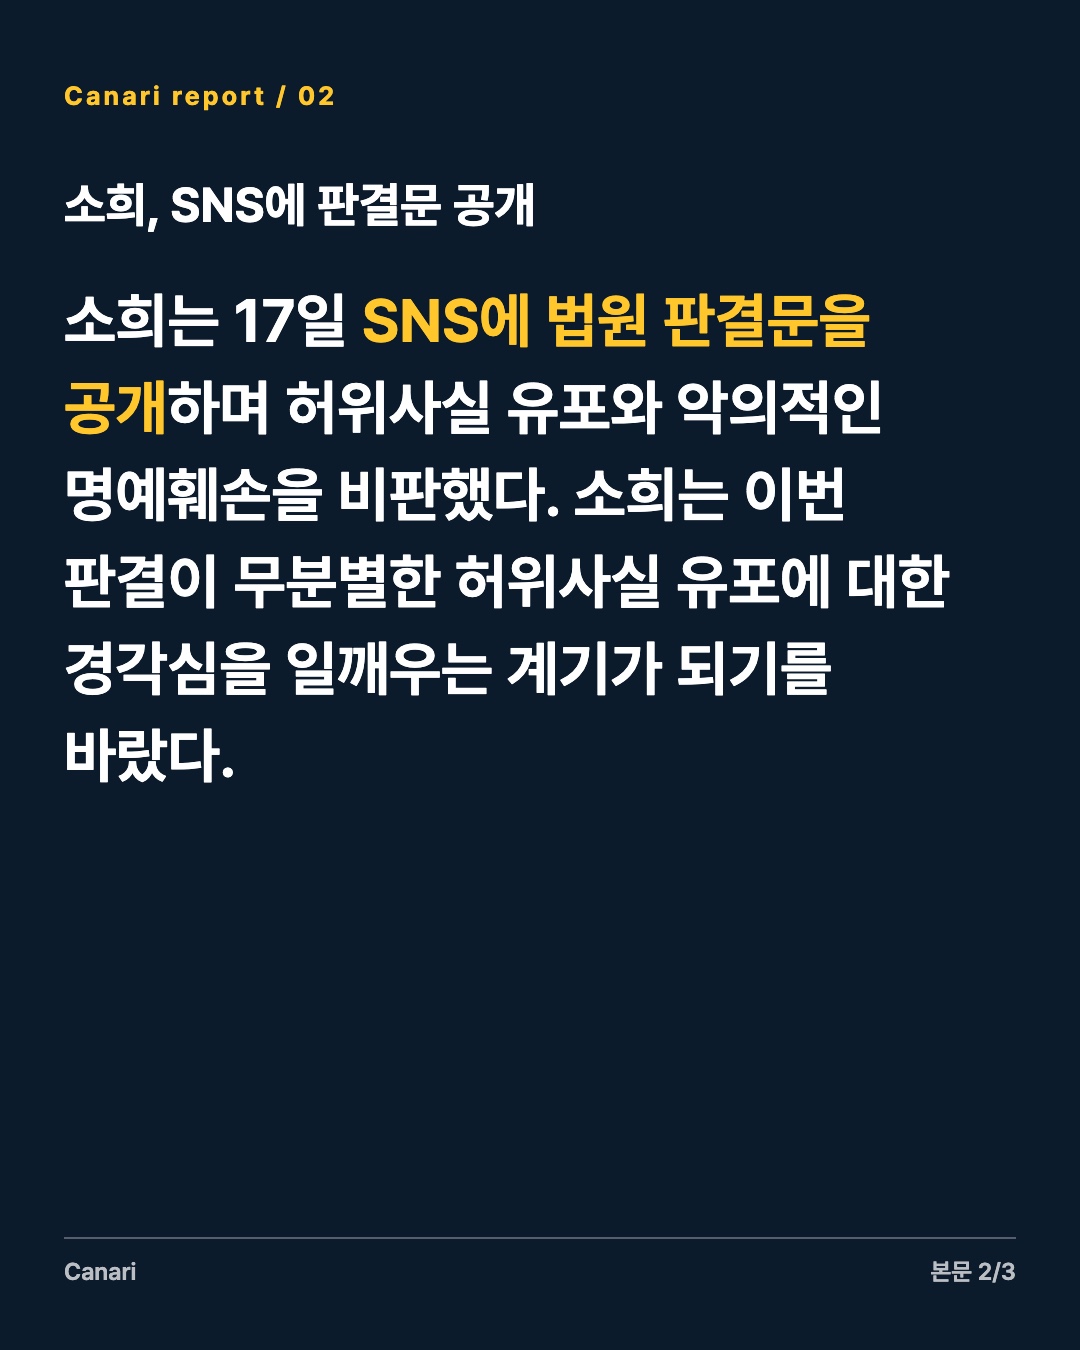 Canari report / 02
소희, SNS에 판결문 공개
소희는 17일 SNS에 법원 판결문을
공개하며 허위사실 유포와 악의적인
명예훼손을 비판했다. 소희는 이번
판결이 무분별한 허위사실 유포에 대한
경각심을 일깨우는 계기가 되기를
바랐다.
Canari
본문 2/3